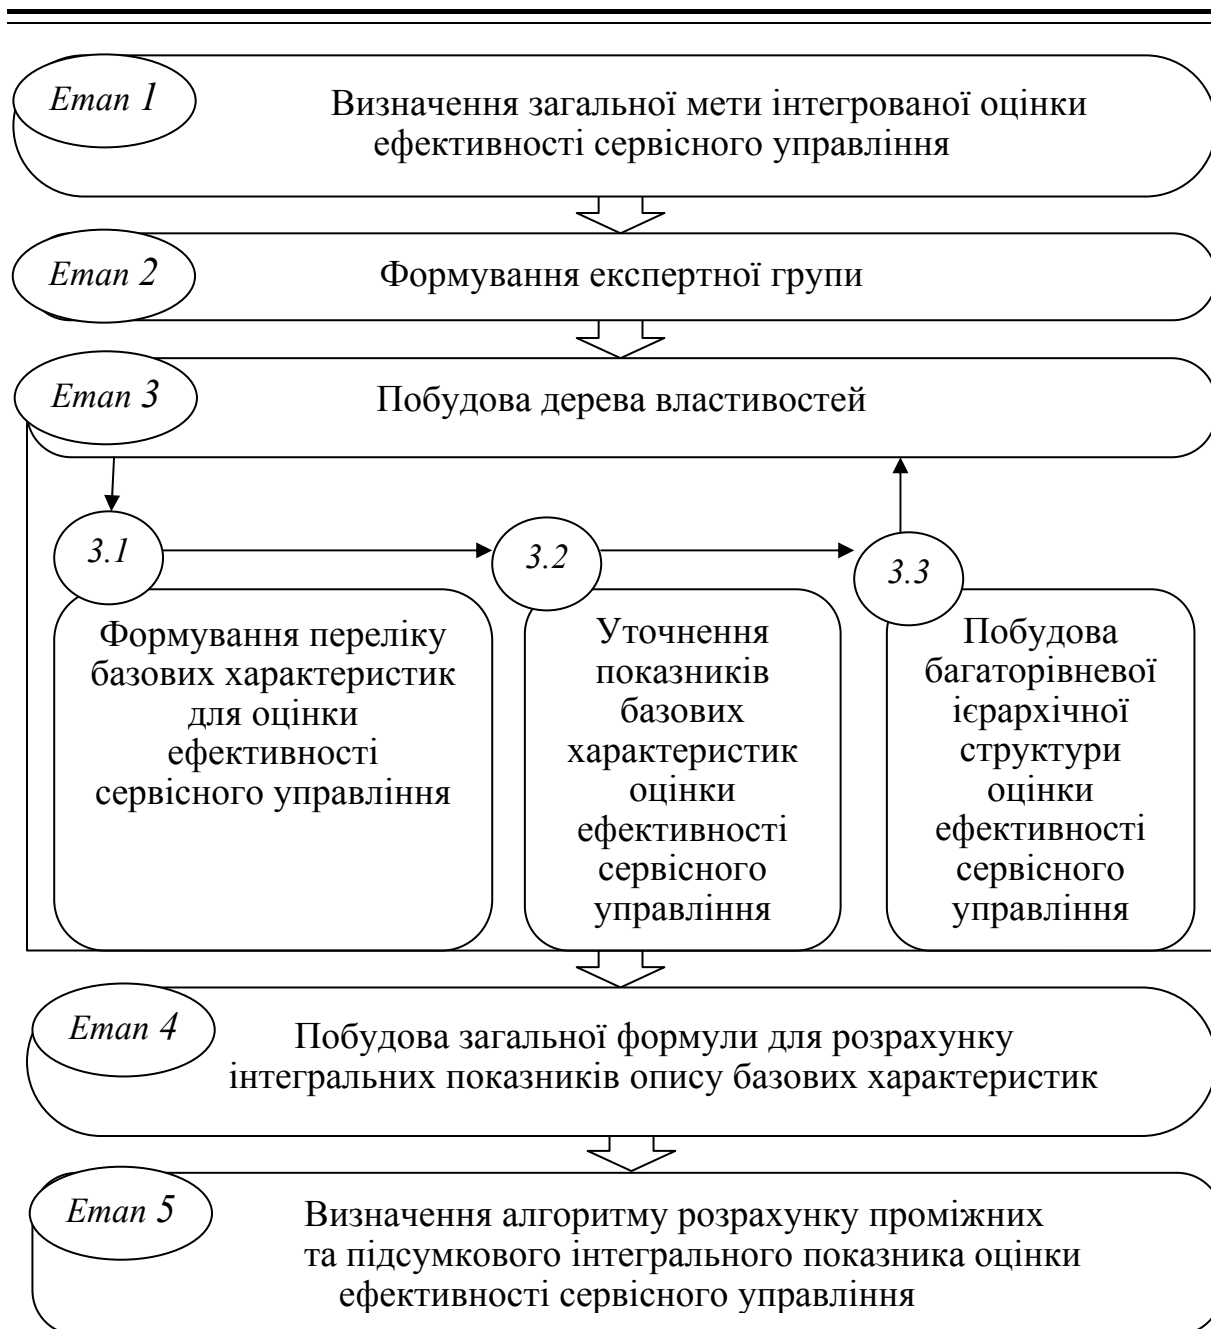 Етап 1
Визначення загальної мети інтегрованої оцінки
ефективності сервісного управління
Етап 2
Формування експертної групи
Етап 3
Побудова дерева властивостей
3.1
Формування переліку
базових характеристик
для оцінки
ефективності
сервісного управління
3.2
Уточнення
показників
базових
характеристик
оцінки
ефективності
сервісного
управління
3.3
Побудова
багаторівневої
ієрархічної
структури
оцінки
ефективності
сервісного
управління
Етап 4
Побудова загальної формули для розрахунку
інтегральних показників опису базових характеристик
Етап 5
Визначення алгоритму розрахунку проміжних
та підсумкового інтегрального показника оцінки
ефективності сервісного управління